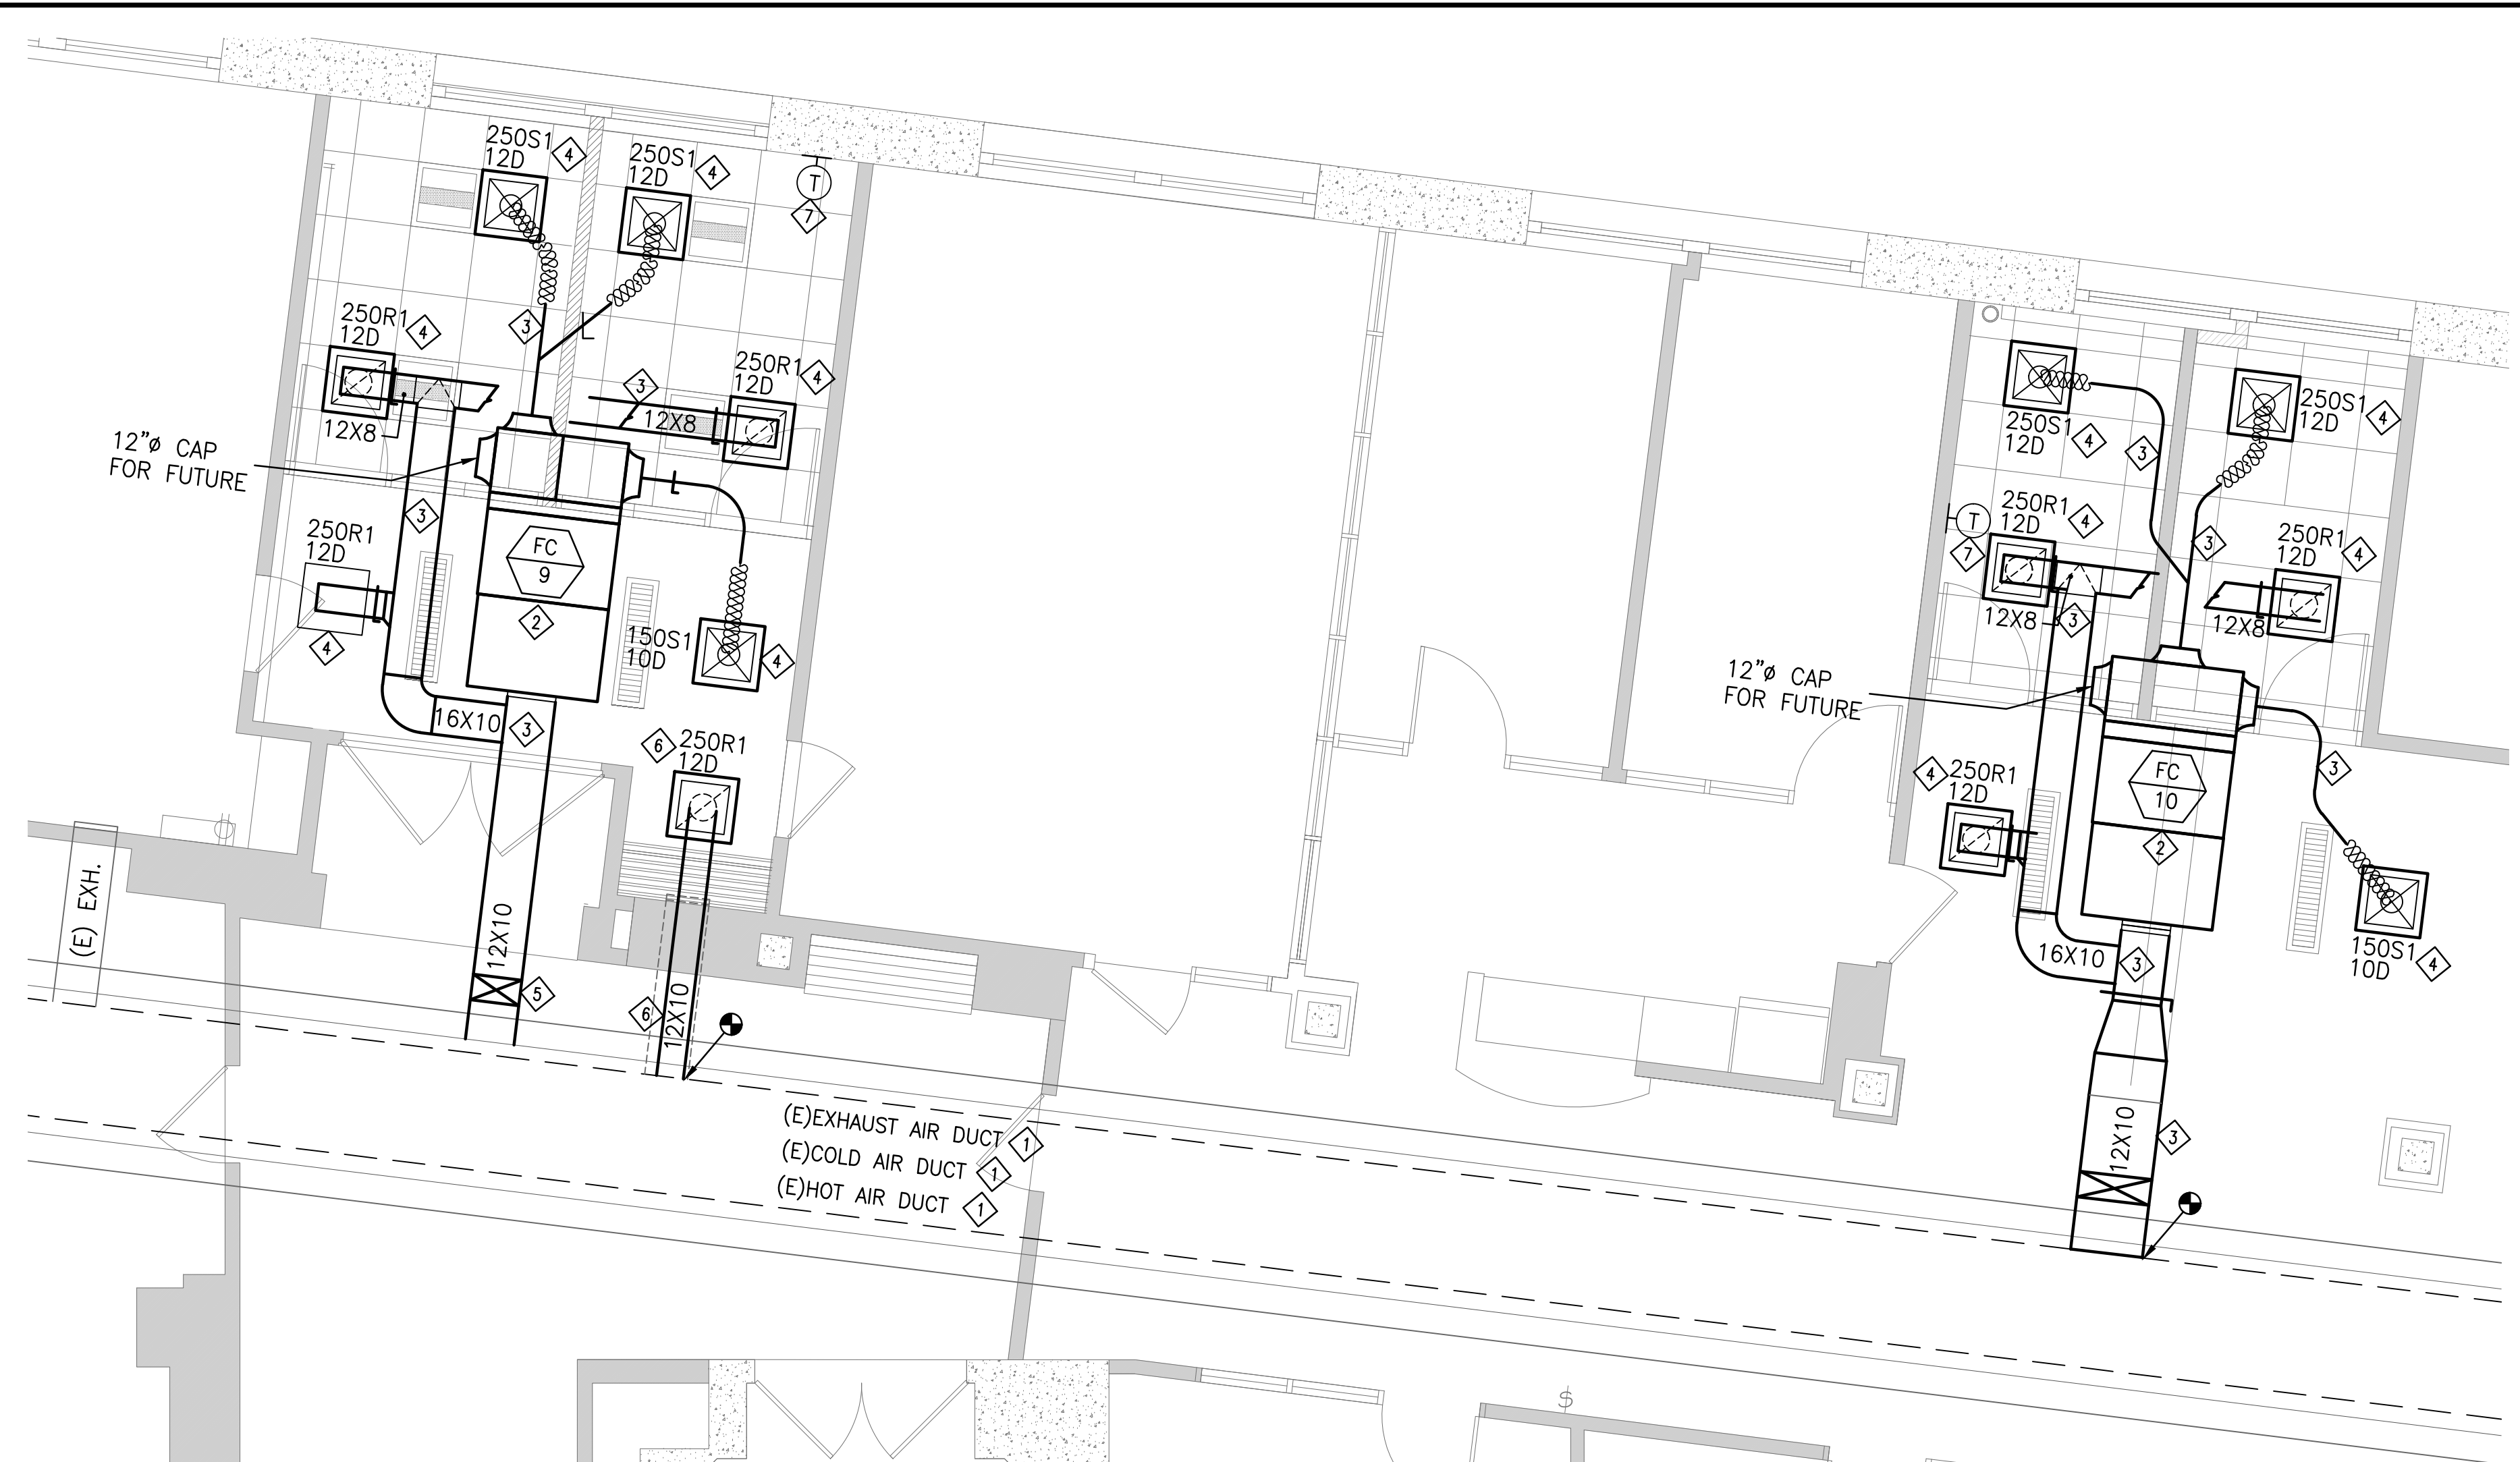 250S1
12D
4
250S1
12D
4
T
7
250R1
12D
4
3
250R1
12D
4
3
12X8
12X8
12"ø CAP
FOR FUTURE
3
250R1
12D
4
FC
9
2
150S1
10D
4
16X10
3
6
250R1
12D
12X10
5
6
12X10
(E) EXH.
(E)EXHAUST AIR DUCT
1
(E)COLD AIR DUCT
1
(E)HOT AIR DUCT
1
250S1
12D
4
3
250S1
12D
4
250R1
12D
4
T
7
3
250R1
12D
4
12X8
3
12X8
12"ø CAP
FOR FUTURE
4
250R1
12D
FC
10
2
3
150S1
10D
4
16X10
3
12X10
3
$